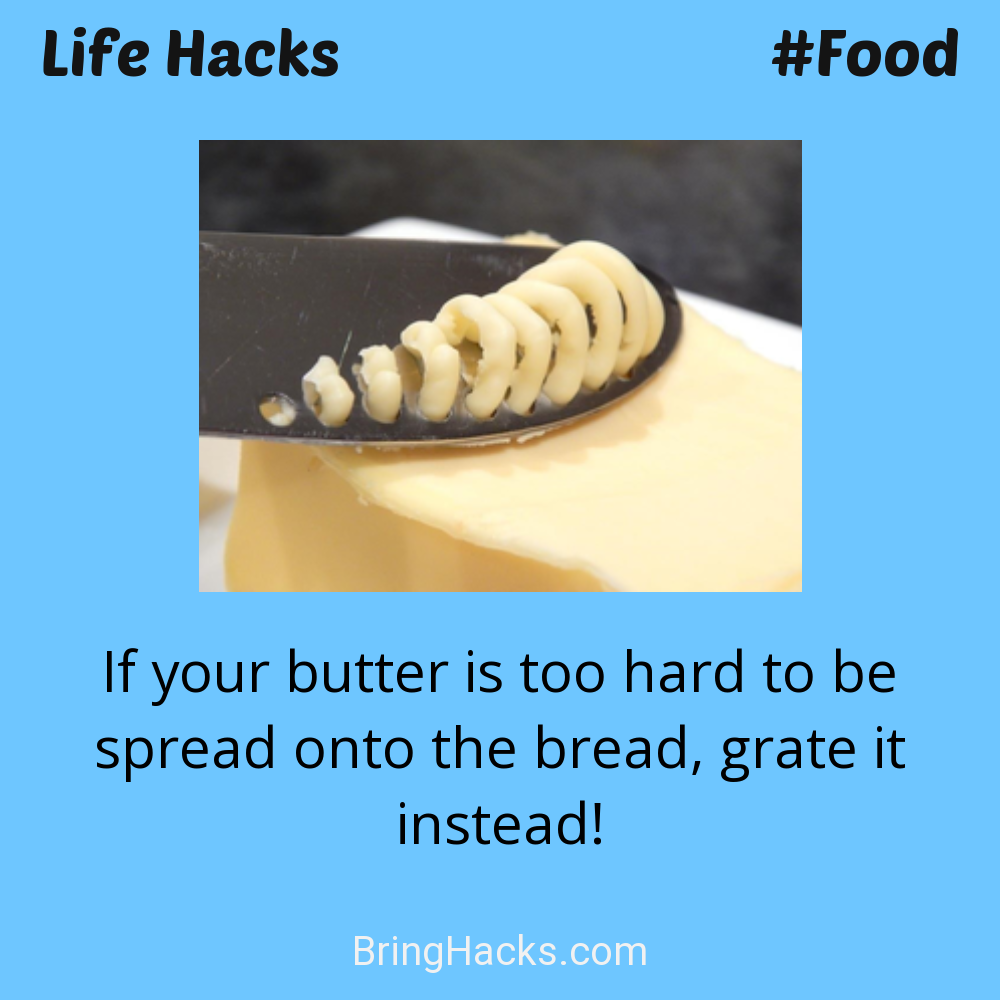 Life Hacks
#Food
If your butter is too hard to be
spread onto the bread, grate it
instead!
BringHacks.com